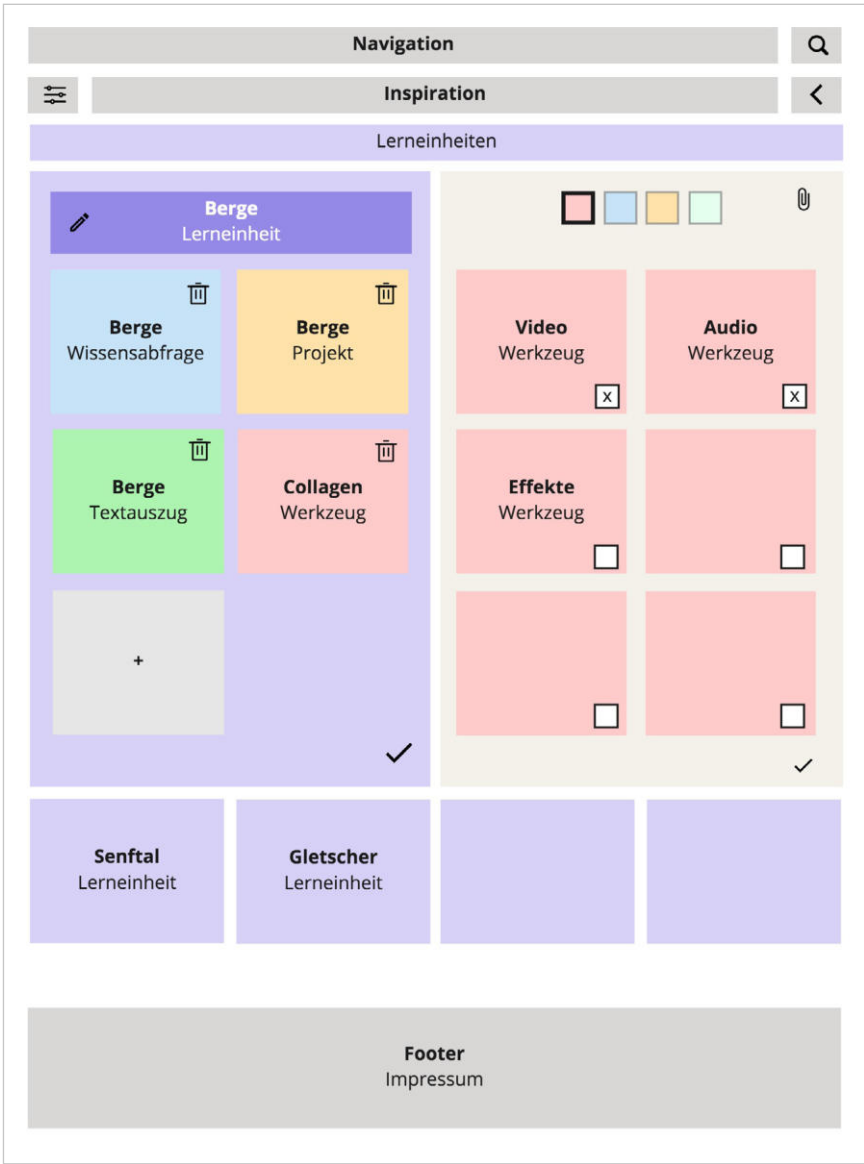 Navigation
Inspiration
Lerneinheiten
Berge
Lerneinheit
Berge
Wissensabfrage
Berge
Projekt
Berge
Textauszug
Collagen
Werkzeug
+
Video
Werkzeug
x
Audio
Werkzeug
x
Effekte
Werkzeug
Senftal
Lerneinheit
Gletscher
Lerneinheit
Footer
Impressum